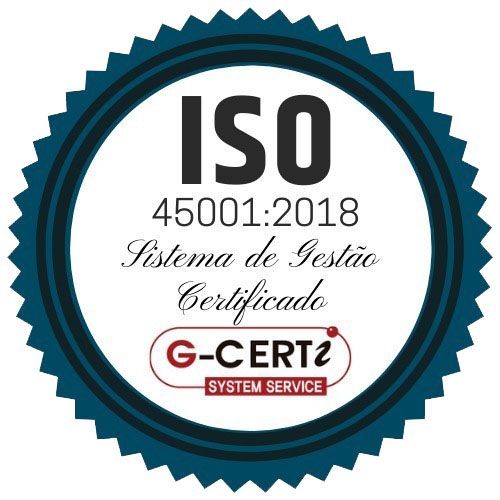 ISO
45001:2018
Sistema de Gestão
Certificado
G-CERTi
SYSTEM SERVICE